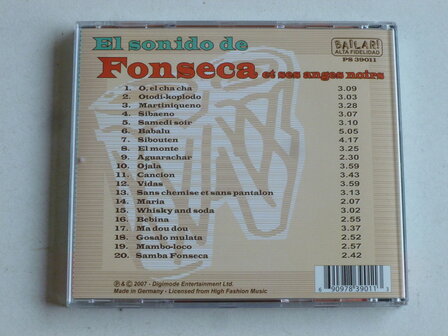 El sonido de
BAILAR!
ALTA FIDELIDAD
PS 39011
Fonseca et ses anges noirs
1. O, el cha cha 3.09
2. Otodi-koplodo 3.03
3. Martiniqueno 3.28
4. Sibaeno 3.07
5. Samedi soir 3.10
6. Babalu 5.05
7. Sibouten 4.17
8. El monte 3.25
9. Aguarachar 2.30
10. Ojala 3.59
11. Cancion 3.43
12. Vidas 3.59
13. Sans chemise et sans pantalon 3.13
14. Maria 2.07
15. Whisky and soda 3.02
16. Bebina 2.55
17. Ma dou dou 3.37
18. Gosalo mulata 2.52
19. Mambo-loco 2.57
20. Samba Fonseca 2.42
℗ & © 2007 - Digimode Entertainment Ltd.
Made in Germany - Licensed from High Fashion Music
6 90978 39011 3